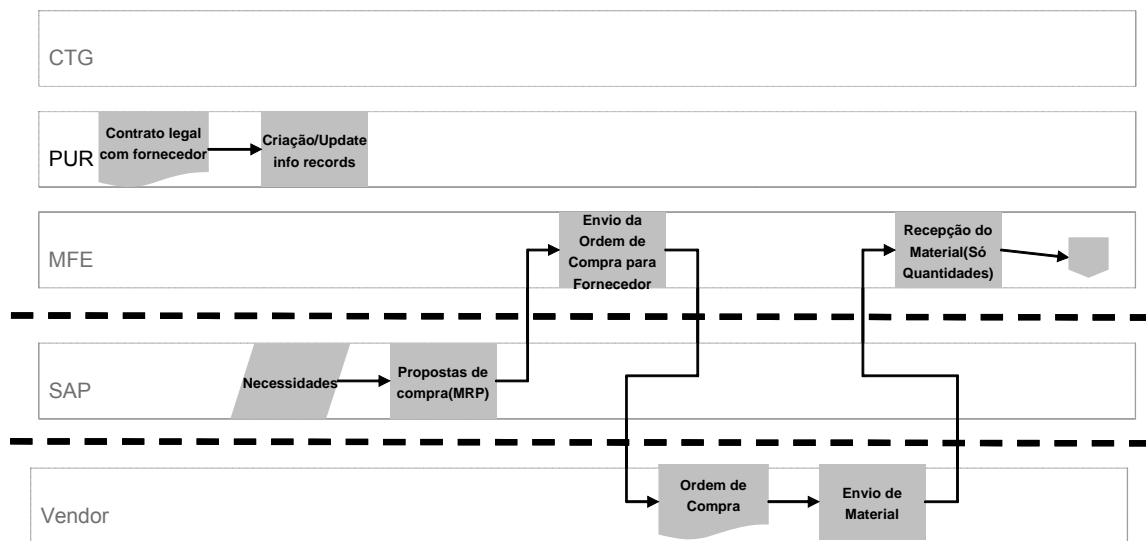 CTG
PUR
Contrato legal
com fornecedor
Criação/Update
info records
MFE
Envio da
Ordem de
Compra para
Fornecedor
Recepção do
Material(Só
Quantidades)
SAP
Necessidades
Propostas de
compra(MRP)
Vendor
Ordem de
Compra
Envio de
Material